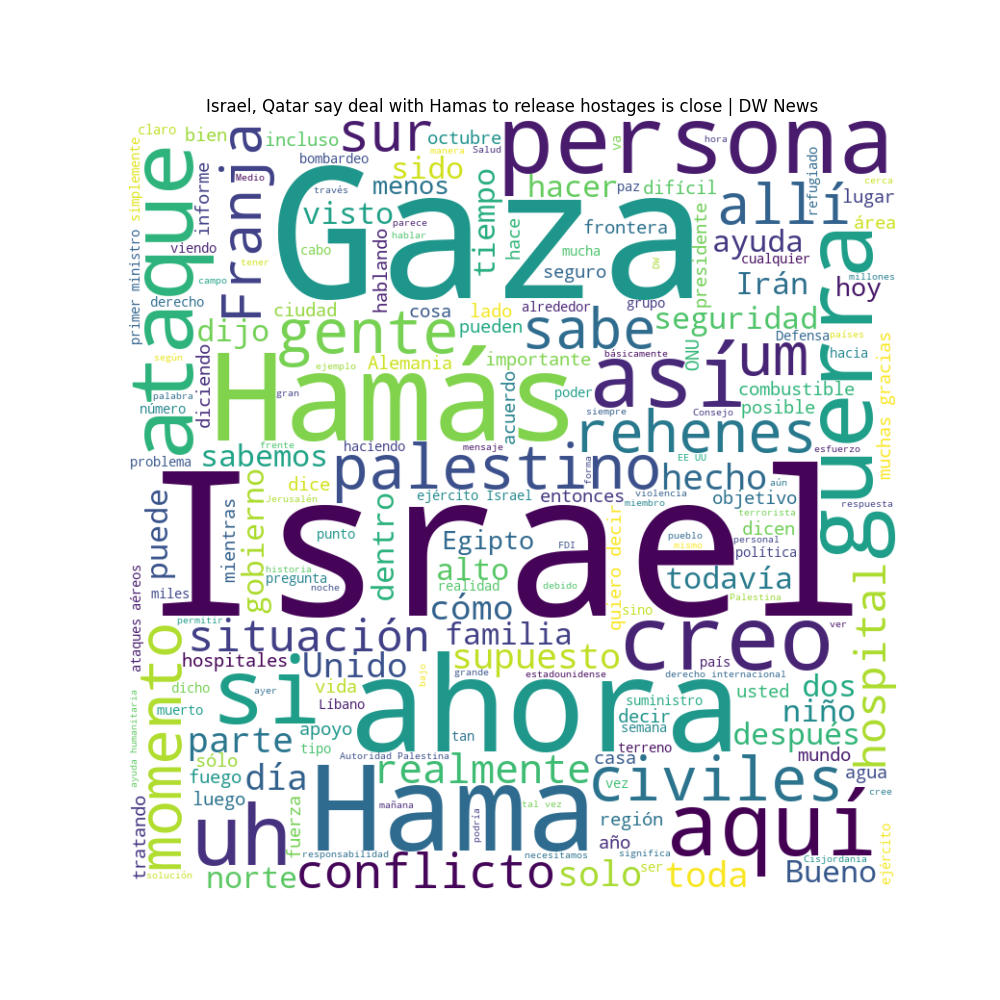 Israel, Qatar say deal with Hamas to release hostages is close | DW News
claro
bien
incluso
sur
octubre
manera
Salud
persona
hora
va
cerca
primer ministro simplemente
ataque
informe
Franja
Medio
bombardeo
través
menos
sido
visto
parece
hablar
cabo
tiempo
hace
hacer
paz
difícil
mucha
frontera
seguro
DW
presidente
allí
refugiado
lugar
área
ayuda
cualquier
Irán
hoy
millones
viendo
tener
campo
derecho
Gaza
hablando
ciudad
cosa
lado
alrededor
grupo
dijo
gente
pueden
sabe
seguridad
Defensa
países
hacia
guerra
muchas gracias
según
diciendo
ejemplo
Alemania
importante
básicamente
ONU
así
um
combustible
posible
palabra
número
gran
Hamás
acuerdo
poder
siempre
Consejo
rehenes
esfuerzo
problema
sabemos
frente
haciendo
mensaje
EE UU
palestino
forma
hecho
violencia
aún
dice
Jerusalén
ejército Israel
entonces
miembro
objetivo
respuesta
terrorista
puede
mientras
gobierno
punto
dentro
Egipto
FDI
quiero decir
pueblo
mismo
dicen
personal
política
miles
historia
pregunta
noche
alto
realidad
debido
todavía
Palestina
Israel
cómo
sino
creo
ver
hospital
ataques aéreos
permitir
momento
situación
familia
hospitales
Unido
bajo
supuesto
grande
estadounidense
país
derecho internacional
dicho
ayer
vida
Líbano
suministro
usted
dos
muerto
si
ahora
decir
semana
niño
ayuda humanitaria
apoyo
tipo
tan
Autoridad Palestina
después
parte
sólo
realmente
terreno
casa
mundo
fuego
día
vez
civiles
agua
cree
luego
fuerza
mañana
Hama
podría
tal vez
región
aquí
tratando
uh
año
responsabilidad
necesitamos
significa
Cisjordania
ejército
solución
norte
conflicto
solo
ser
toda
Bueno